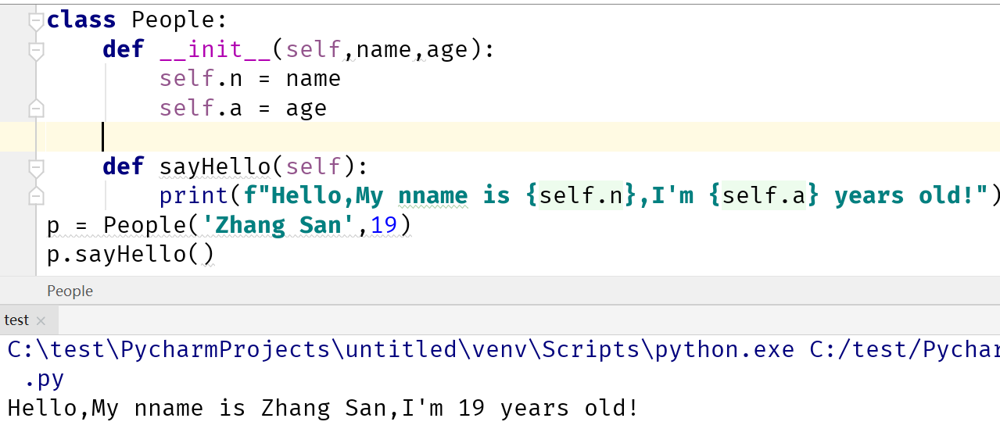 class People:
    def __init__(self,name,age):
        self.n = name
        self.a = age
    def sayHello(self):
        print(f"Hello,My nname is {self.n},I'm {self.a} years old!")
p = People('Zhang San',19)
p.sayHello()
People
test
C:\test\PycharmProjects\untitled\venv\Scripts\python.exe C:/test/Pychar
.py
Hello,My nname is Zhang San,I'm 19 years old!